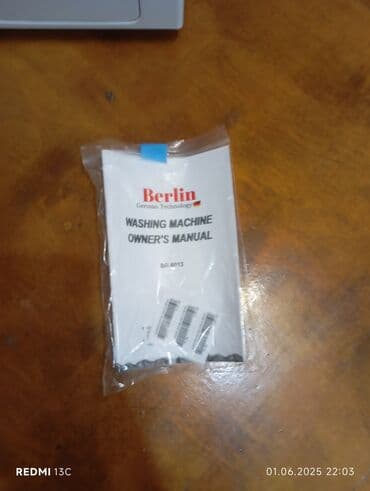 Berlin
German Technology
WASHING MACHINE
OWNER'S MANUAL
REDMI 13C
01.06.2025 22:03